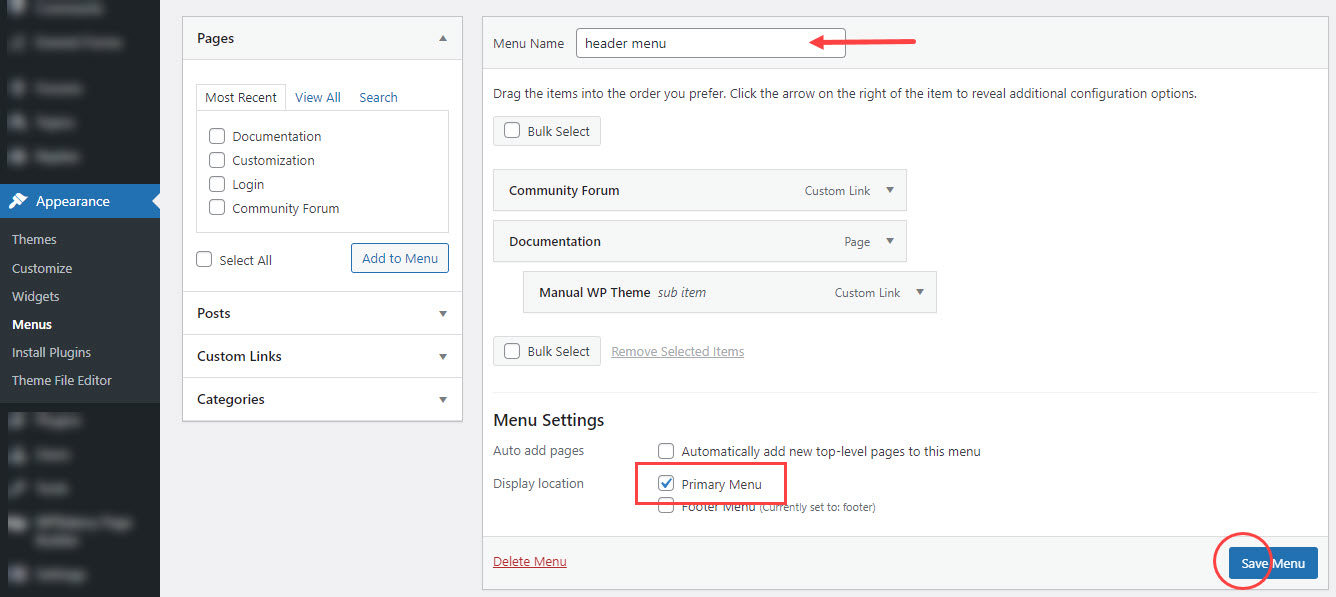 Appearance
Themes
Customize
Widgets
Menus
Install Plugins
Theme File Editor
Pages
Most Recent View All Search
Documentation
Customization
Login
Community Forum
Select All Add to Menu
Posts
Custom Links
Categories
Menu Name header menu
Drag the items into the order you prefer. Click the arrow on the right of the item to reveal additional configuration options.
Bulk Select
Community Forum Custom Link
Documentation Page
Manual WP Theme sub item Custom Link
Bulk Select Remove Selected Items
Menu Settings
Auto add pages Automatically add new top-level pages to this menu
Display location Primary Menu
Footer Menu (Currently set to: footer)
Delete Menu Save Menu